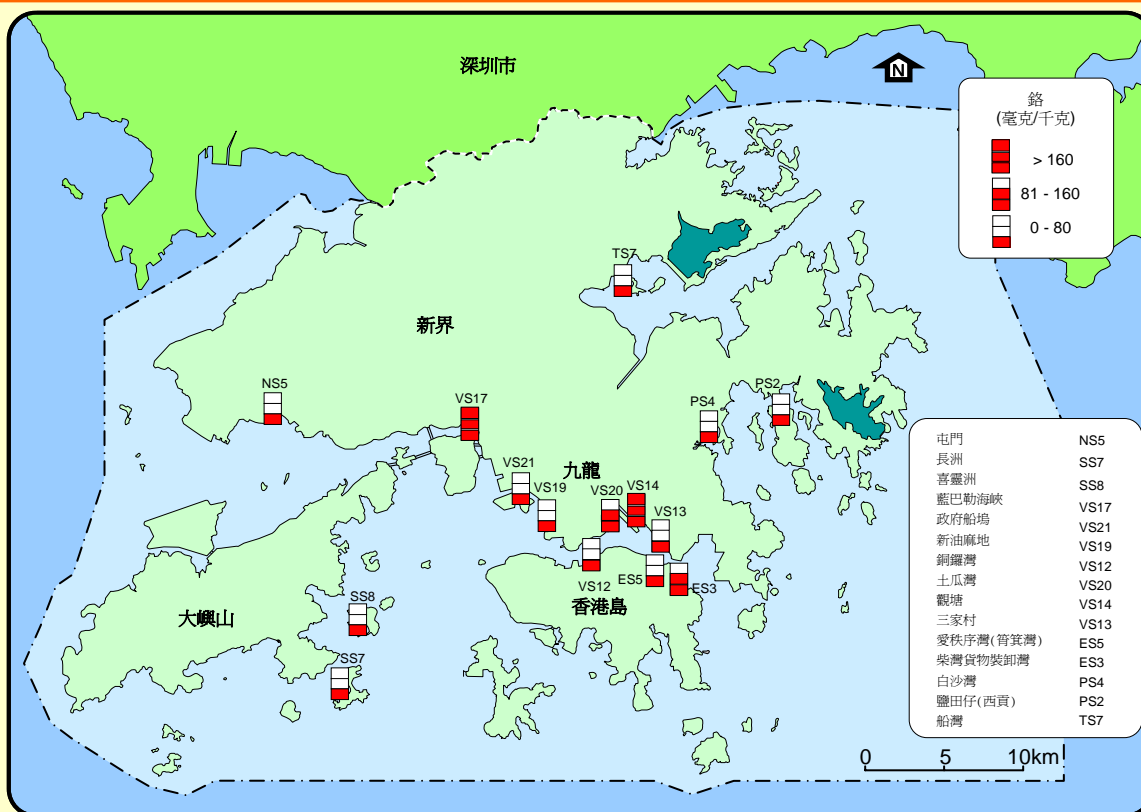 深圳市
N
鉻
(毫克/千克)
> 160
81 - 160
0 - 80
TS7
新界
NS5
VS17
PS4
PS2
VS21
九龍
VS19
VS20
VS14
VS13
VS12
ES5
ES3
香港島
大嶼山
SS8
SS7
屯門 NS5
長洲 SS7
喜靈洲 SS8
藍巴勒海峽 VS17
政府船塢 VS21
新油麻地 VS19
銅鑼灣 VS12
土瓜灣 VS20
觀塘 VS14
三家村 VS13
愛秩序灣(筲箕灣) ES5
柴灣貨物裝卸灣 ES3
白沙灣 PS4
鹽田仔(西貢) PS2
船灣 TS7
0 5 10km